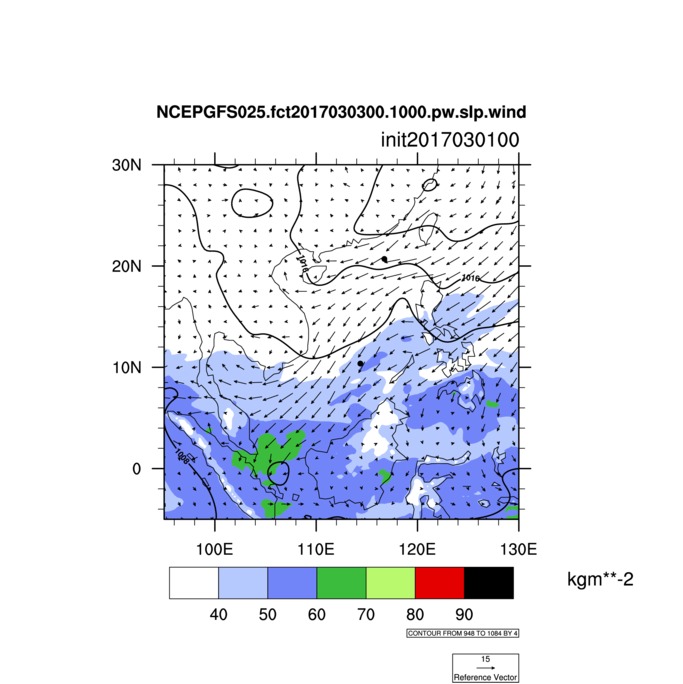 NCEPGFS025.fct2017030300.1000.pw.slp.wind
init2017030100
30N
20N
10N
0
1016
1016
1008
100E 110E 120E 130E
kgm**-2
40 50 60 70 80 90
CONTOUR FROM 948 TO 1084 BY 4
15
Reference Vector